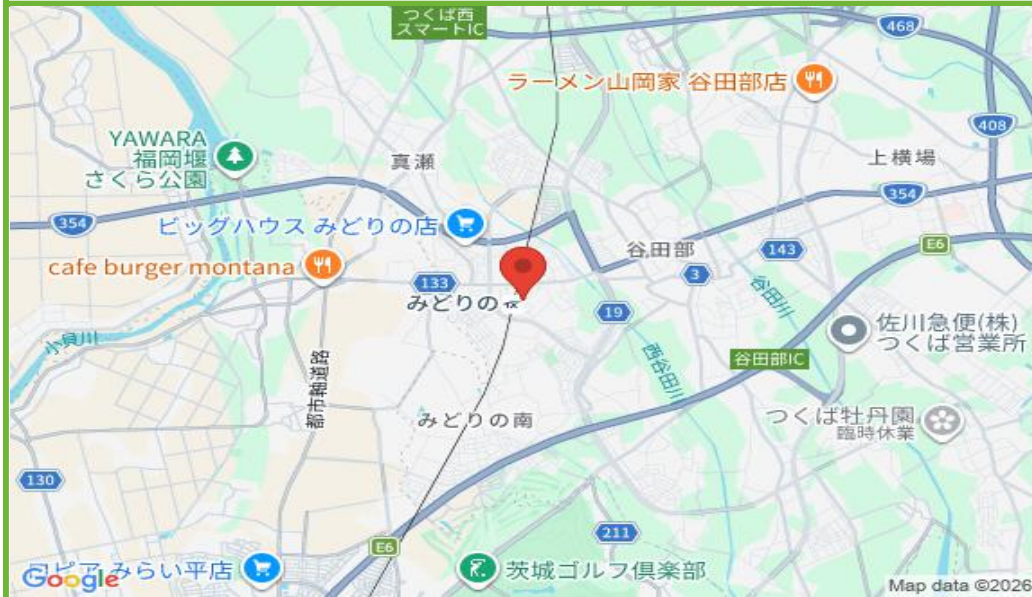 つくば西
スマートIC
468
ラーメン山岡家 谷田部店
408
YAWARA
福岡堰
さくら公園
真瀬
上横場
354
354
ビッグハウス みどりの店
谷田部
143
E6
cafe burger montana
133
3
谷田川
みどりの
19
佐川急便(株)
つくば営業所
小貝川
西谷田川
谷田部IC
都市軸道路
みどりの南
つくば牡丹園
臨時休業
130
211
E6
みらい平店
茨城ゴルフ倶楽部
Google
Map data ©2026